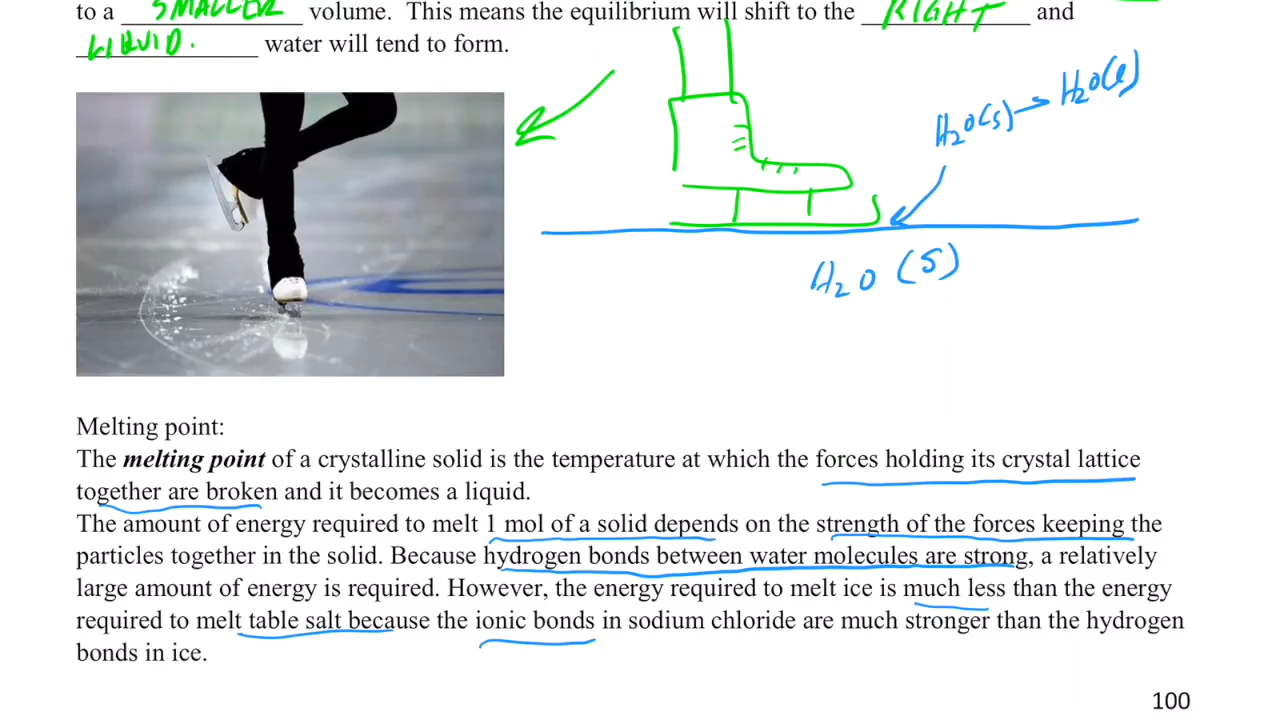 to a SMALLER volume. This means the equilibrium will shift to the RIGHT and
LIQUID. water will tend to form.
H₂O(s) → H₂O(l)
H₂O (s)
Melting point:
The melting point of a crystalline solid is the temperature at which the forces holding its crystal lattice
together are broken and it becomes a liquid.
The amount of energy required to melt 1 mol of a solid depends on the strength of the forces keeping the
particles together in the solid. Because hydrogen bonds between water molecules are strong, a relatively
large amount of energy is required. However, the energy required to melt ice is much less than the energy
required to melt table salt because the ionic bonds in sodium chloride are much stronger than the hydrogen
bonds in ice.
100